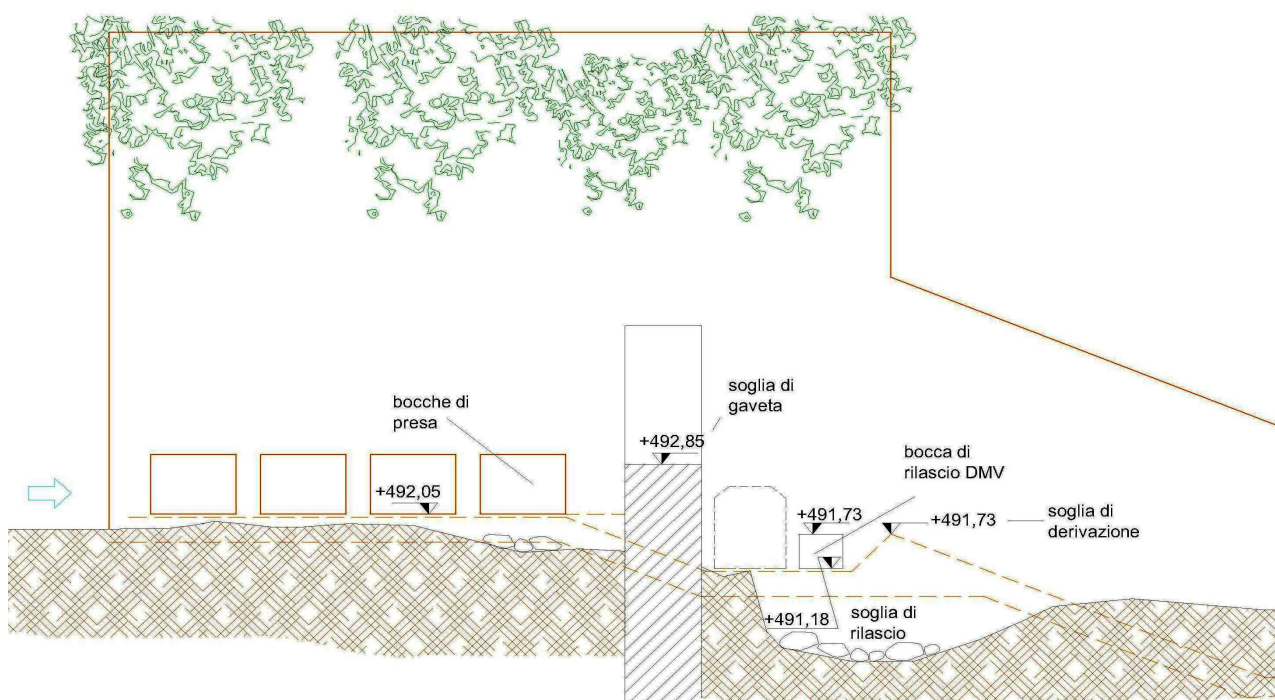 soglia di
gaveta
bocche di
presa
+492,85
bocca di
rilascio DMV
+492,05
+491,73
+491,73
soglia di
derivazione
+491,18
soglia di
rilascio